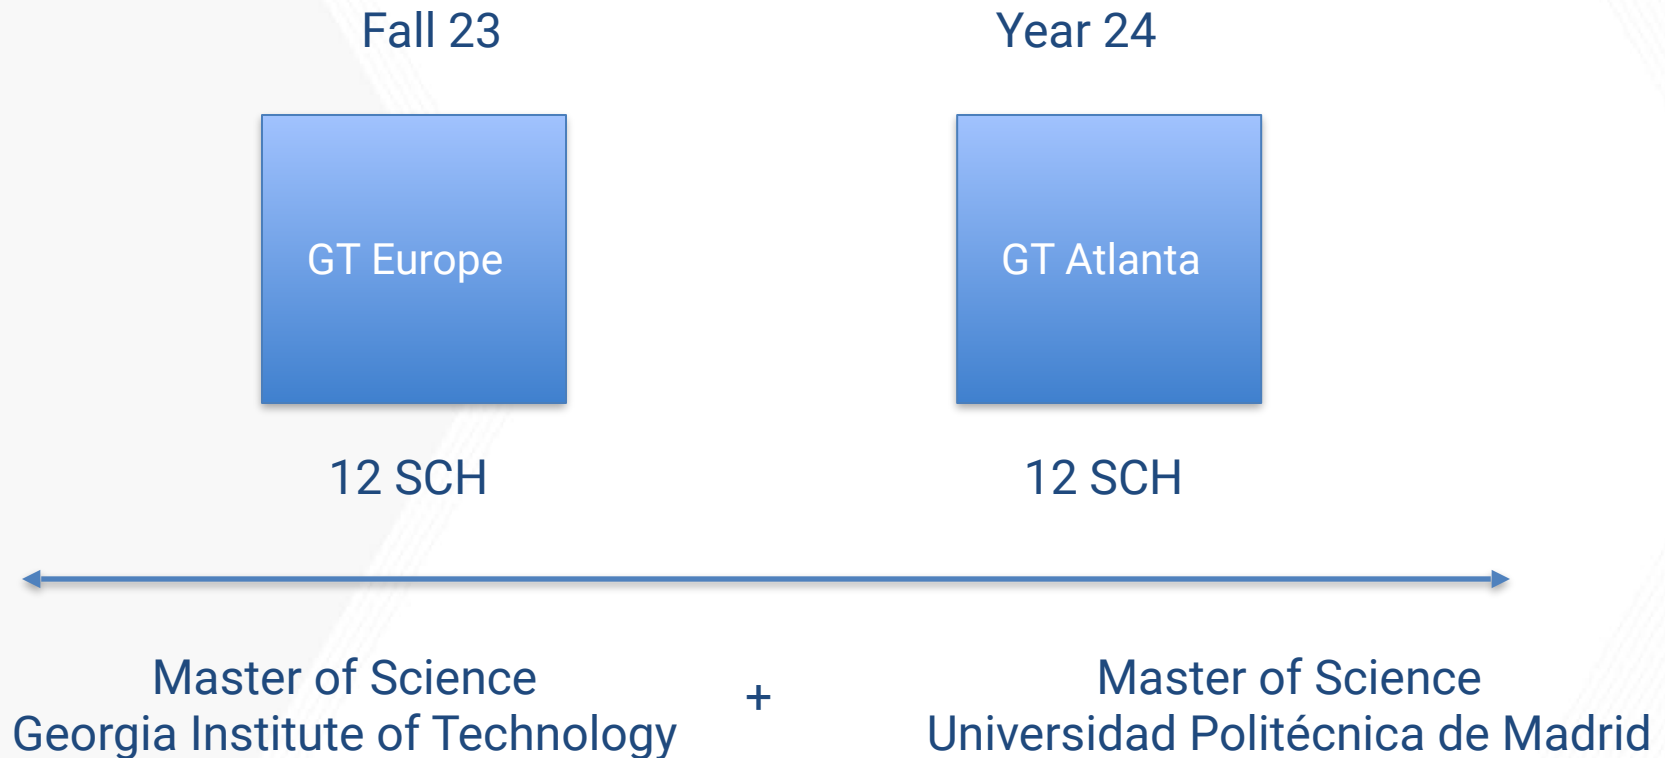 Fall 23
Year 24
GT Europe
GT Atlanta
12 SCH
12 SCH
Master of Science
Georgia Institute of Technology
+
Master of Science
Universidad Politécnica de Madrid